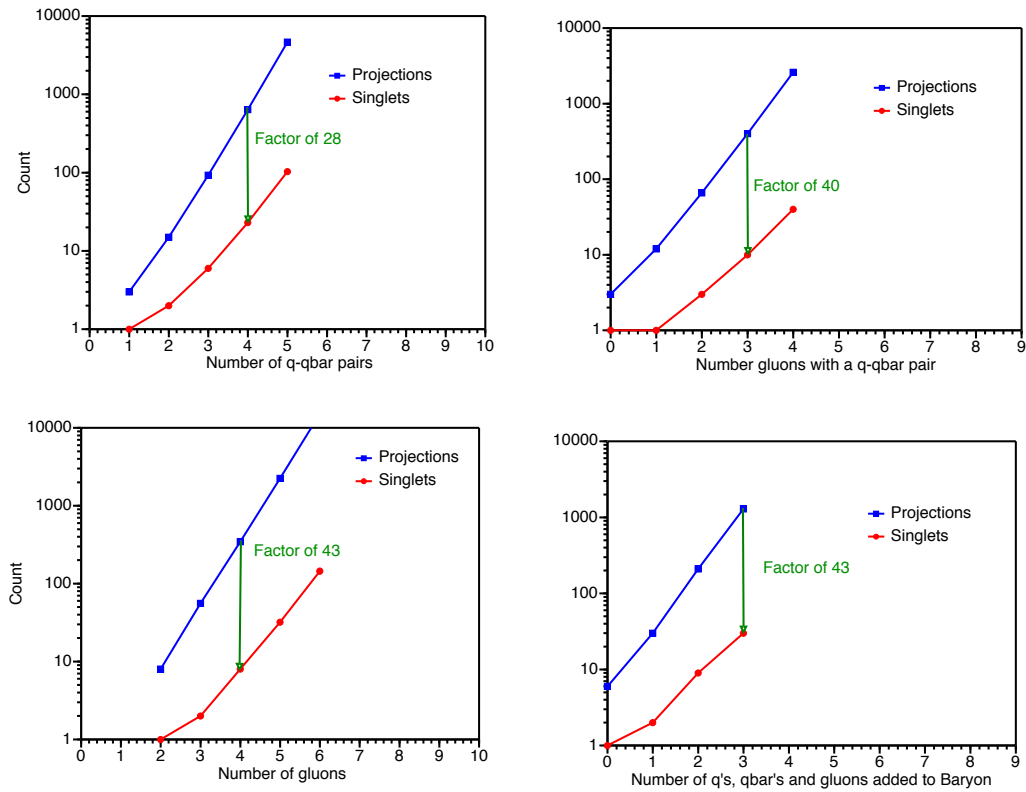 10000
1000
100
10
1
Count
Projections
Singlets
Factor of 28
0 1 2 3 4 5 6 7 8 9 10
Number of q-qbar pairs
10000
1000
100
10
1
Projections
Singlets
Factor of 40
0 1 2 3 4 5 6 7 8 9
Number gluons with a q-qbar pair
10000
1000
100
10
1
Count
Projections
Singlets
Factor of 43
0 1 2 3 4 5 6 7 8 9 10
Number of gluons
10000
1000
100
10
1
Projections
Singlets
Factor of 43
0 1 2 3 4 5 6 7 8 9
Number of q's, qbar's and gluons added to Baryon